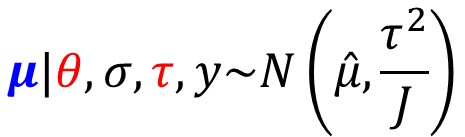 μ|θ, σ, τ, y~N(μ̂, τ²/J)